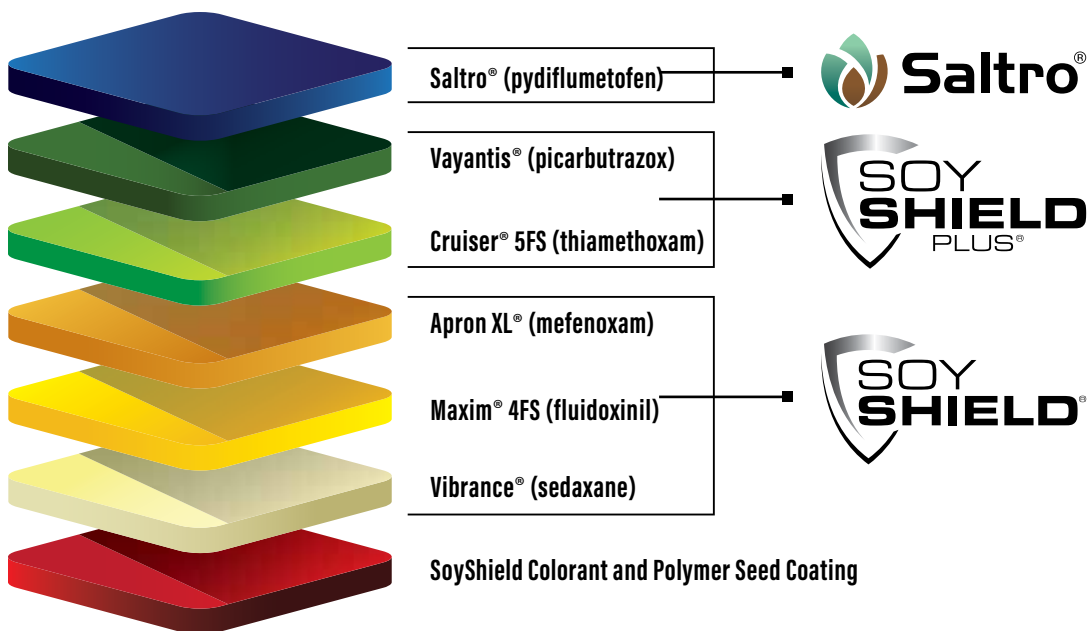 Saltro® (pydiflumetofen)
Saltro®
Vayantis® (picarbutrazox)
Cruiser® 5FS (thiamethoxam)
SOY
SHIELD
PLUS®
Apron XL® (mefenoxam)
Maxim® 4FS (fluidoxinil)
Vibrance® (sedaxane)
SOY
SHIELD®
SoyShield Colorant and Polymer Seed Coating